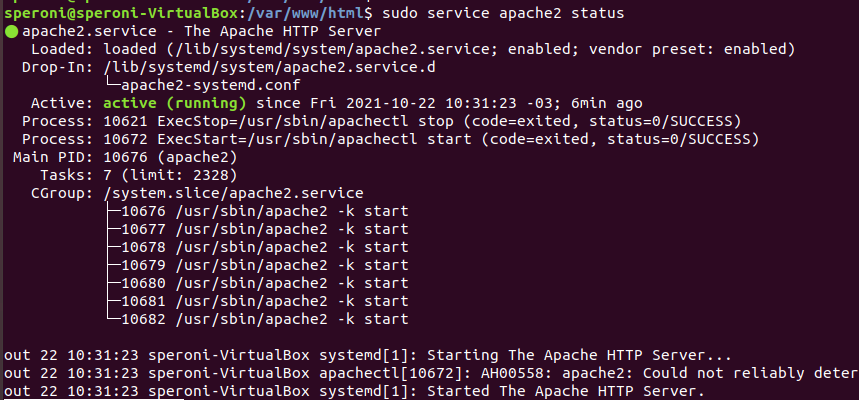 speroni@speroni-VirtualBox:/var/www/html$ sudo service apache2 status
● apache2.service - The Apache HTTP Server
   Loaded: loaded (/lib/systemd/system/apache2.service; enabled; vendor preset: enabled)
  Drop-In: /lib/systemd/system/apache2.service.d
           └─apache2-systemd.conf
   Active: active (running) since Fri 2021-10-22 10:31:23 -03; 6min ago
  Process: 10621 ExecStop=/usr/sbin/apachectl stop (code=exited, status=0/SUCCESS)
  Process: 10672 ExecStart=/usr/sbin/apachectl start (code=exited, status=0/SUCCESS)
 Main PID: 10676 (apache2)
    Tasks: 7 (limit: 2328)
   CGroup: /system.slice/apache2.service
           ├─10676 /usr/sbin/apache2 -k start
           ├─10677 /usr/sbin/apache2 -k start
           ├─10678 /usr/sbin/apache2 -k start
           ├─10679 /usr/sbin/apache2 -k start
           ├─10680 /usr/sbin/apache2 -k start
           ├─10681 /usr/sbin/apache2 -k start
           └─10682 /usr/sbin/apache2 -k start
out 22 10:31:23 speroni-VirtualBox systemd[1]: Starting The Apache HTTP Server...
out 22 10:31:23 speroni-VirtualBox apachectl[10672]: AH00558: apache2: Could not reliably deter
out 22 10:31:23 speroni-VirtualBox systemd[1]: Started The Apache HTTP Server.